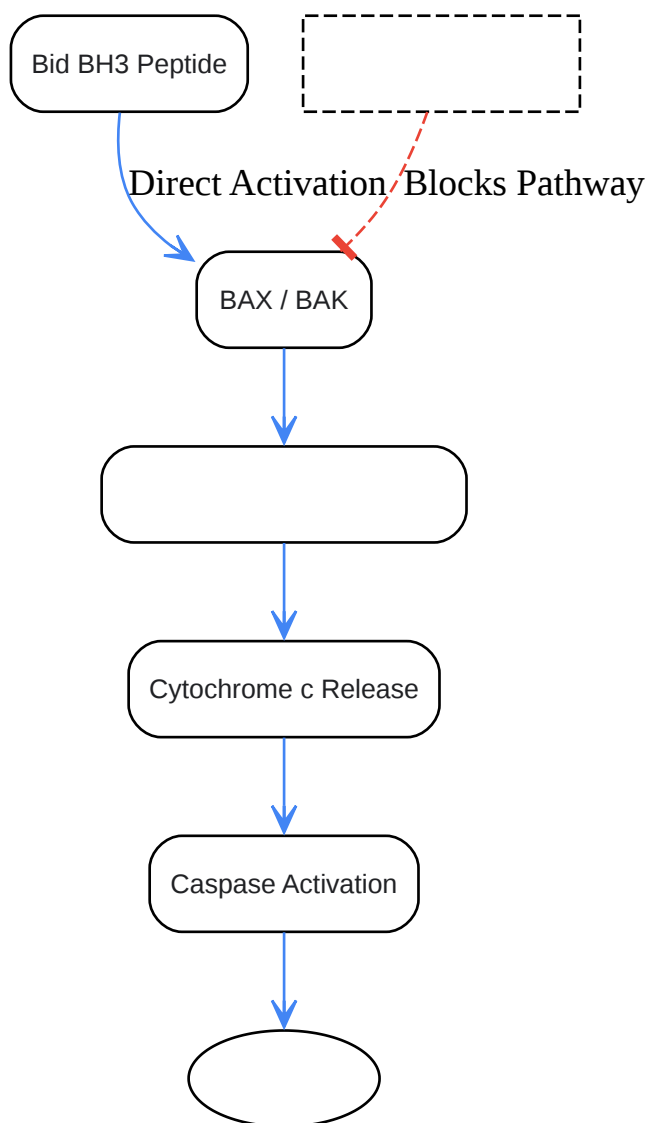 Bid BH3 Peptide
Direct Activation
Blocks Pathway
BAX / BAK
Cytochrome c Release
Caspase Activation